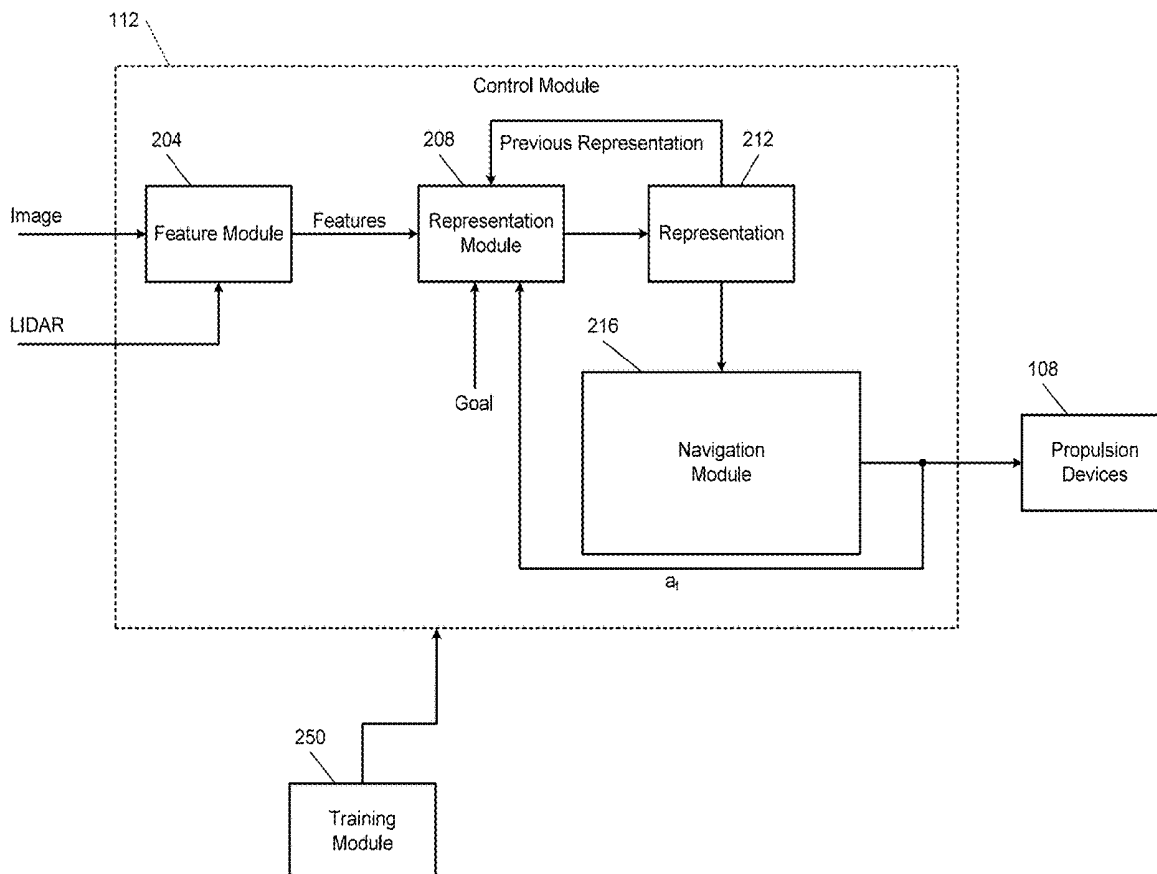 112
Control Module
204
208
Previous Representation
212
Image
Feature Module
Features
Representation
Module
Representation
LIDAR
216
Goal
108
Navigation
Module
Propulsion
Devices
at
250
Training
Module